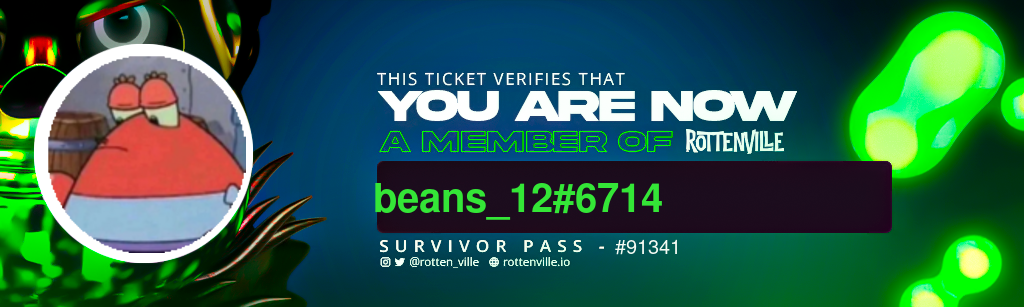 THIS TICKET VERIFIES THAT
YOU ARE NOW
A MEMBER OF ROTTENVILLE
beans_12#6714
SURVIVOR PASS - #91341
@rotten_ville rottenville.io